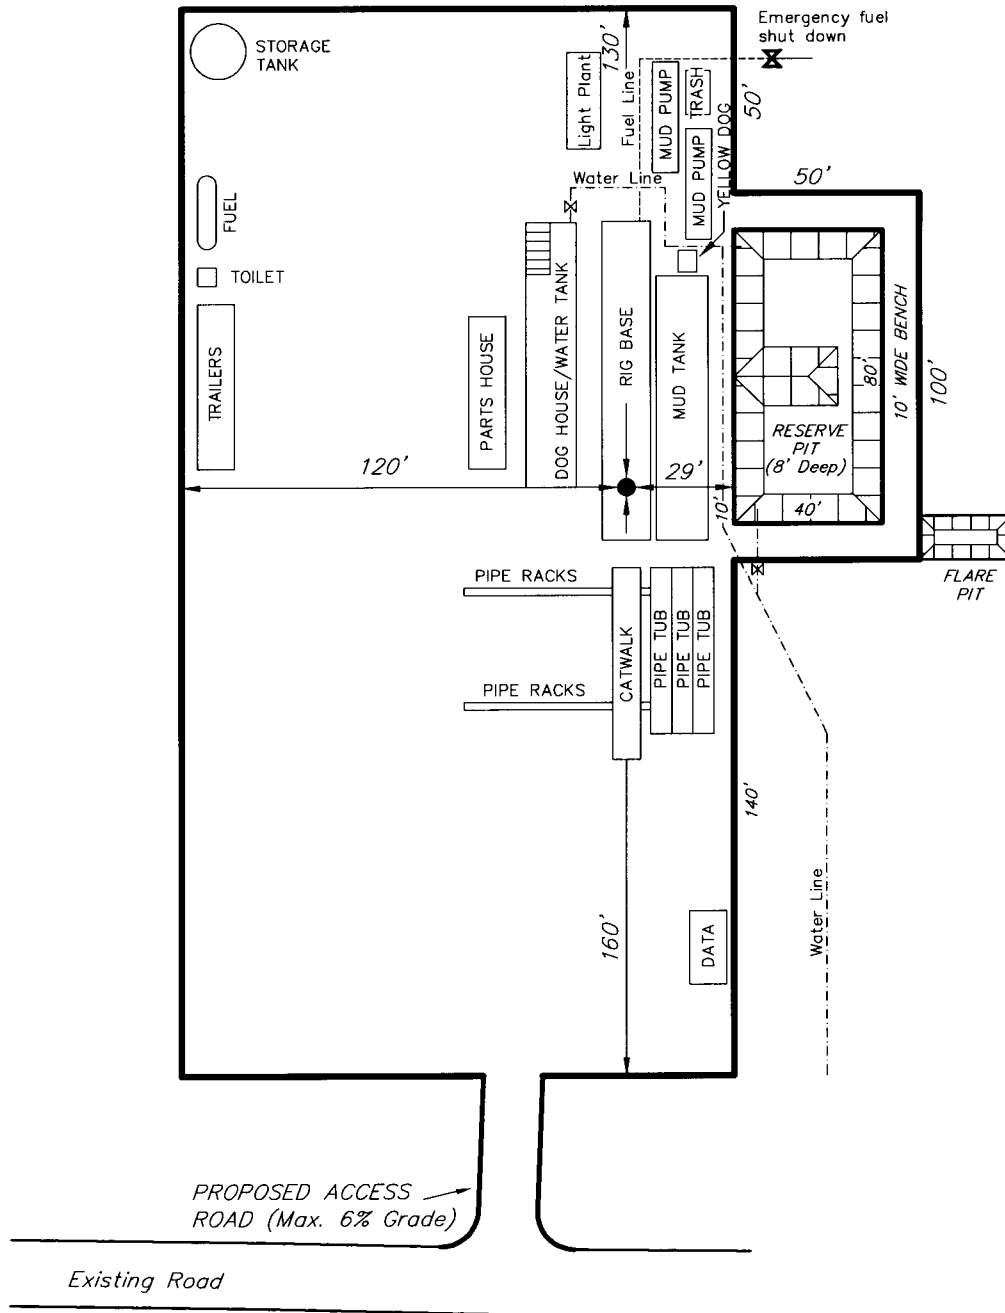 Emergency fuel
shut down
STORAGE
TANK
130'
Light Plant
Fuel Line
MUD PUMP
TRASH
50'
MUD PUMP
YELLOW DOG
Water Line
50'
FUEL
TOILET
TRAILERS
PARTS HOUSE
DOG HOUSE/WATER TANK
RIG BASE
MUD TANK
80'
10' WIDE BENCH
100'
RESERVE
PIT
(8' Deep)
120'
29'
10'
40'
FLARE
PIT
PIPE RACKS
CATWALK
PIPE TUB
PIPE TUB
PIPE TUB
PIPE RACKS
140'
160'
DATA
Water Line
PROPOSED ACCESS
ROAD (Max. 6% Grade)
Existing Road